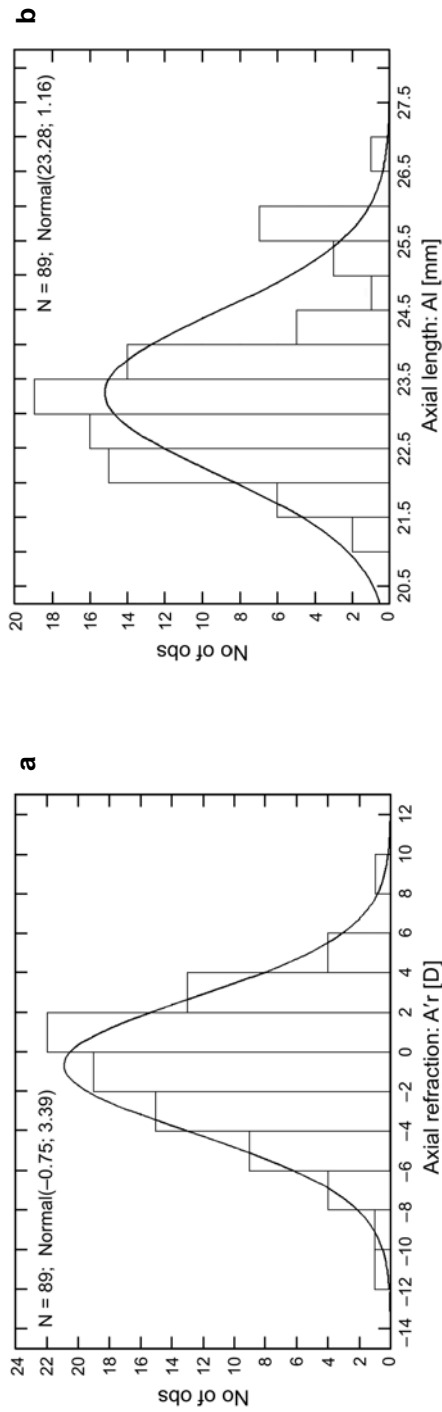 a
N = 89; Normal(−0.75; 3.39)
24
22
20
18
16
14
12
10
8
6
4
2
0
No of obs
−14 −12 −10 −8 −6 −4 −2 0 2 4 6 8 10 12
Axial refraction: A'r [D]
b
N = 89; Normal(23.28; 1.16)
20
18
16
14
12
10
8
6
4
2
0
No of obs
20.5 21.5 22.5 23.5 24.5 25.5 26.5 27.5
Axial length: Al [mm]